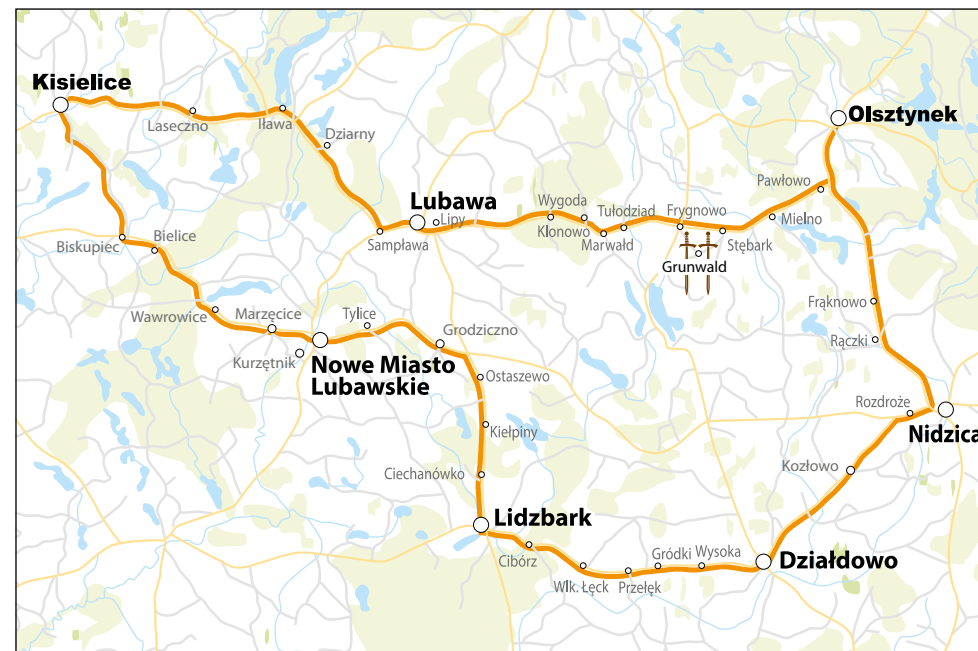 Kisielice
Laseczno
Iława
Dziarny
Olsztynek
Pawłowo
Lubawa
Lipy
Sampława
Wygoda
Klonowo
Tułodziad
Marwałd
Frygnowo
Mielno
Stębark
Grunwald
Biskupiec
Bielice
Wawrowice
Marzęcice
Tylice
Kurzętnik
Nowe Miasto
Lubawskie
Grodziczno
Ostaszewo
Kiełpiny
Ciechanówko
Frąknowo
Rączki
Rozdroże
Nidzica
Kozłowo
Lidzbark
Cibórz
Wlk. Łęck
Przełęk
Gródki
Wysoka
Działdowo